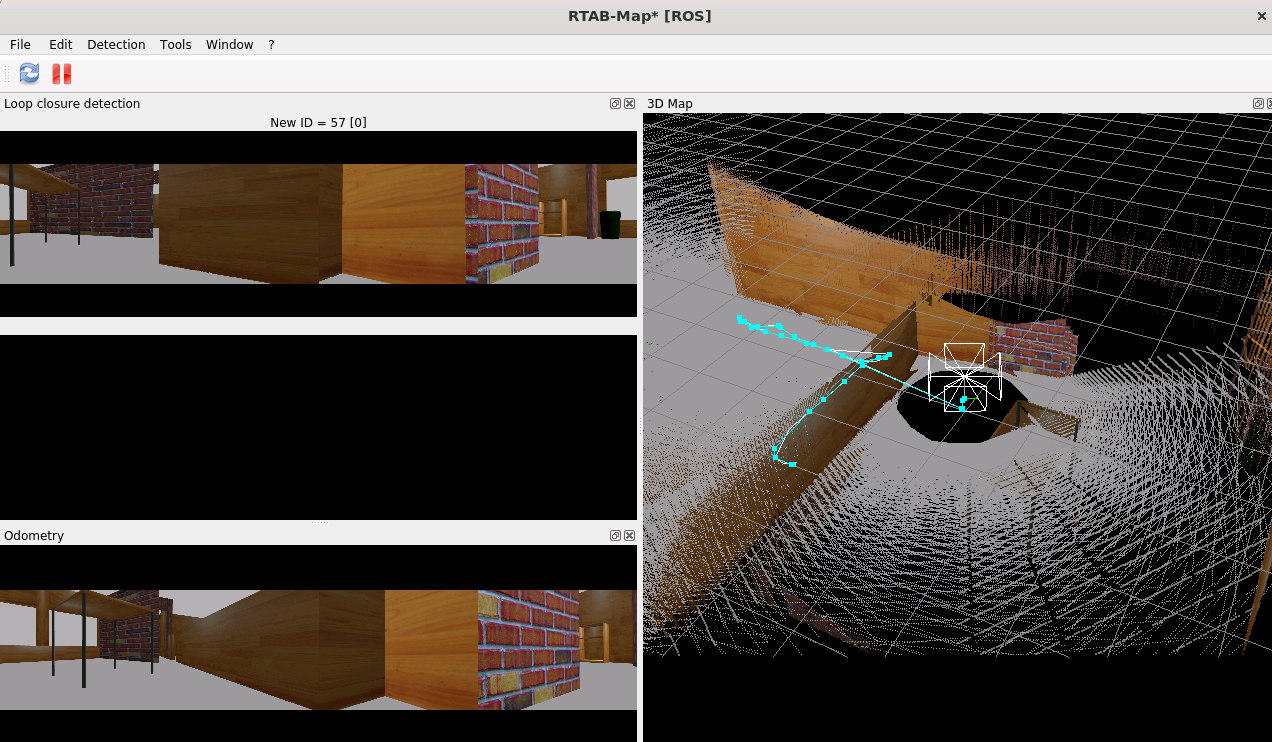 RTAB-Map* [ROS]
File Edit Detection Tools Window ?
Loop closure detection
3D Map
New ID = 57 [0]
Odometry